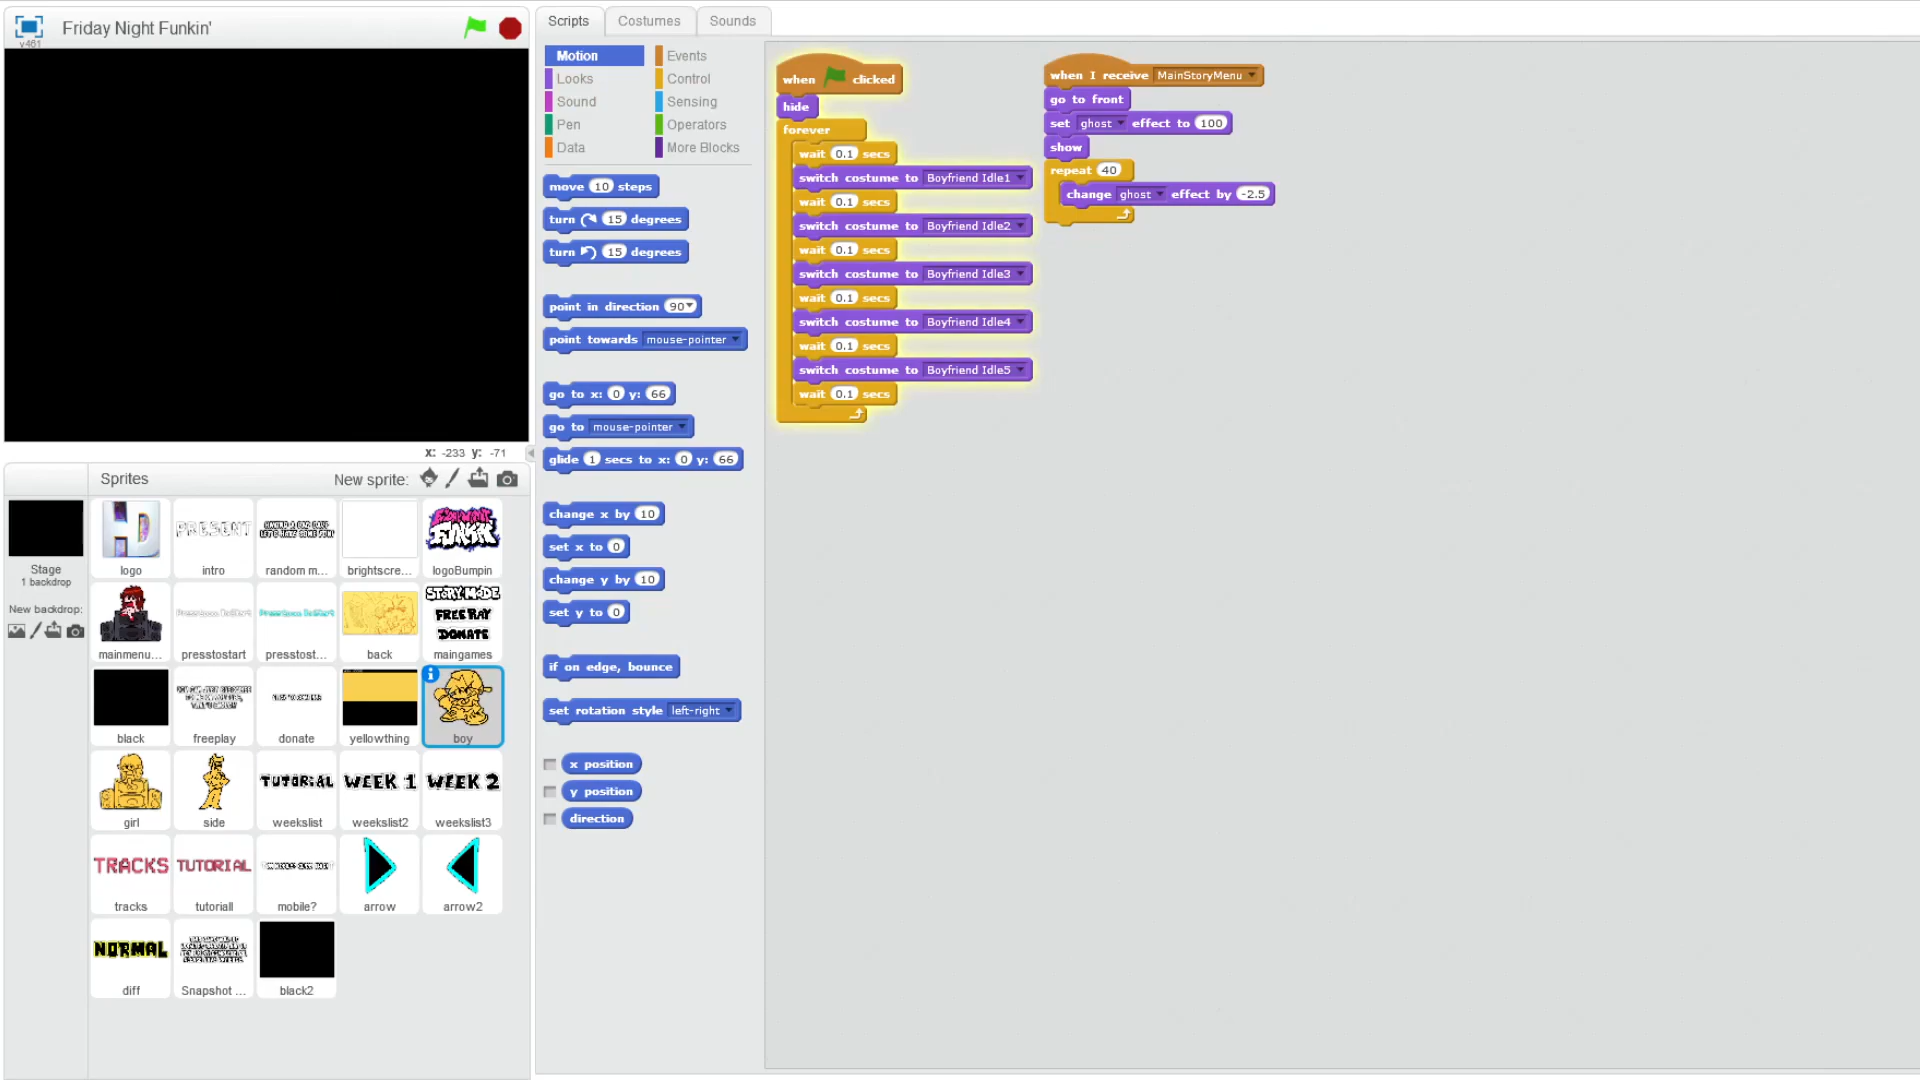 Friday Night Funkin'
v461
x: -233 y: -71
Sprites
New sprite:
Stage
1 backdrop
New backdrop:
logo
PRESENT
intro
random m...
brightscre...
FRIDAY NIGHT
FUNKIN
logoBumpin
mainmenu...
presstostart
presstost...
back
STORY MODE
FREEPLAY
DONATE
maingames
black
freeplay
donate
yellowthing
boy
girl
side
TUTORIAL
weekslist
WEEK 1
weekslist2
WEEK 2
weekslist3
TRACKS
tracks
TUTORIAL
tutoriall
mobile?
arrow
arrow2
NORMAL
diff
Snapshot ...
black2
Scripts
Costumes
Sounds
Motion
Events
Looks
Control
Sound
Sensing
Pen
Operators
Data
More Blocks
move 10 steps
turn 15 degrees
turn 15 degrees
point in direction 90
point towards mouse-pointer
go to x: 0 y: 66
go to mouse-pointer
glide 1 secs to x: 0 y: 66
change x by 10
set x to 0
change y by 10
set y to 0
if on edge, bounce
set rotation style left-right
x position
y position
direction
when clicked
hide
forever
wait 0.1 secs
switch costume to Boyfriend Idle1
wait 0.1 secs
switch costume to Boyfriend Idle2
wait 0.1 secs
switch costume to Boyfriend Idle3
wait 0.1 secs
switch costume to Boyfriend Idle4
wait 0.1 secs
switch costume to Boyfriend Idle5
wait 0.1 secs
when I receive MainStoryMenu
go to front
set ghost effect to 100
show
repeat 40
change ghost effect by -2.5